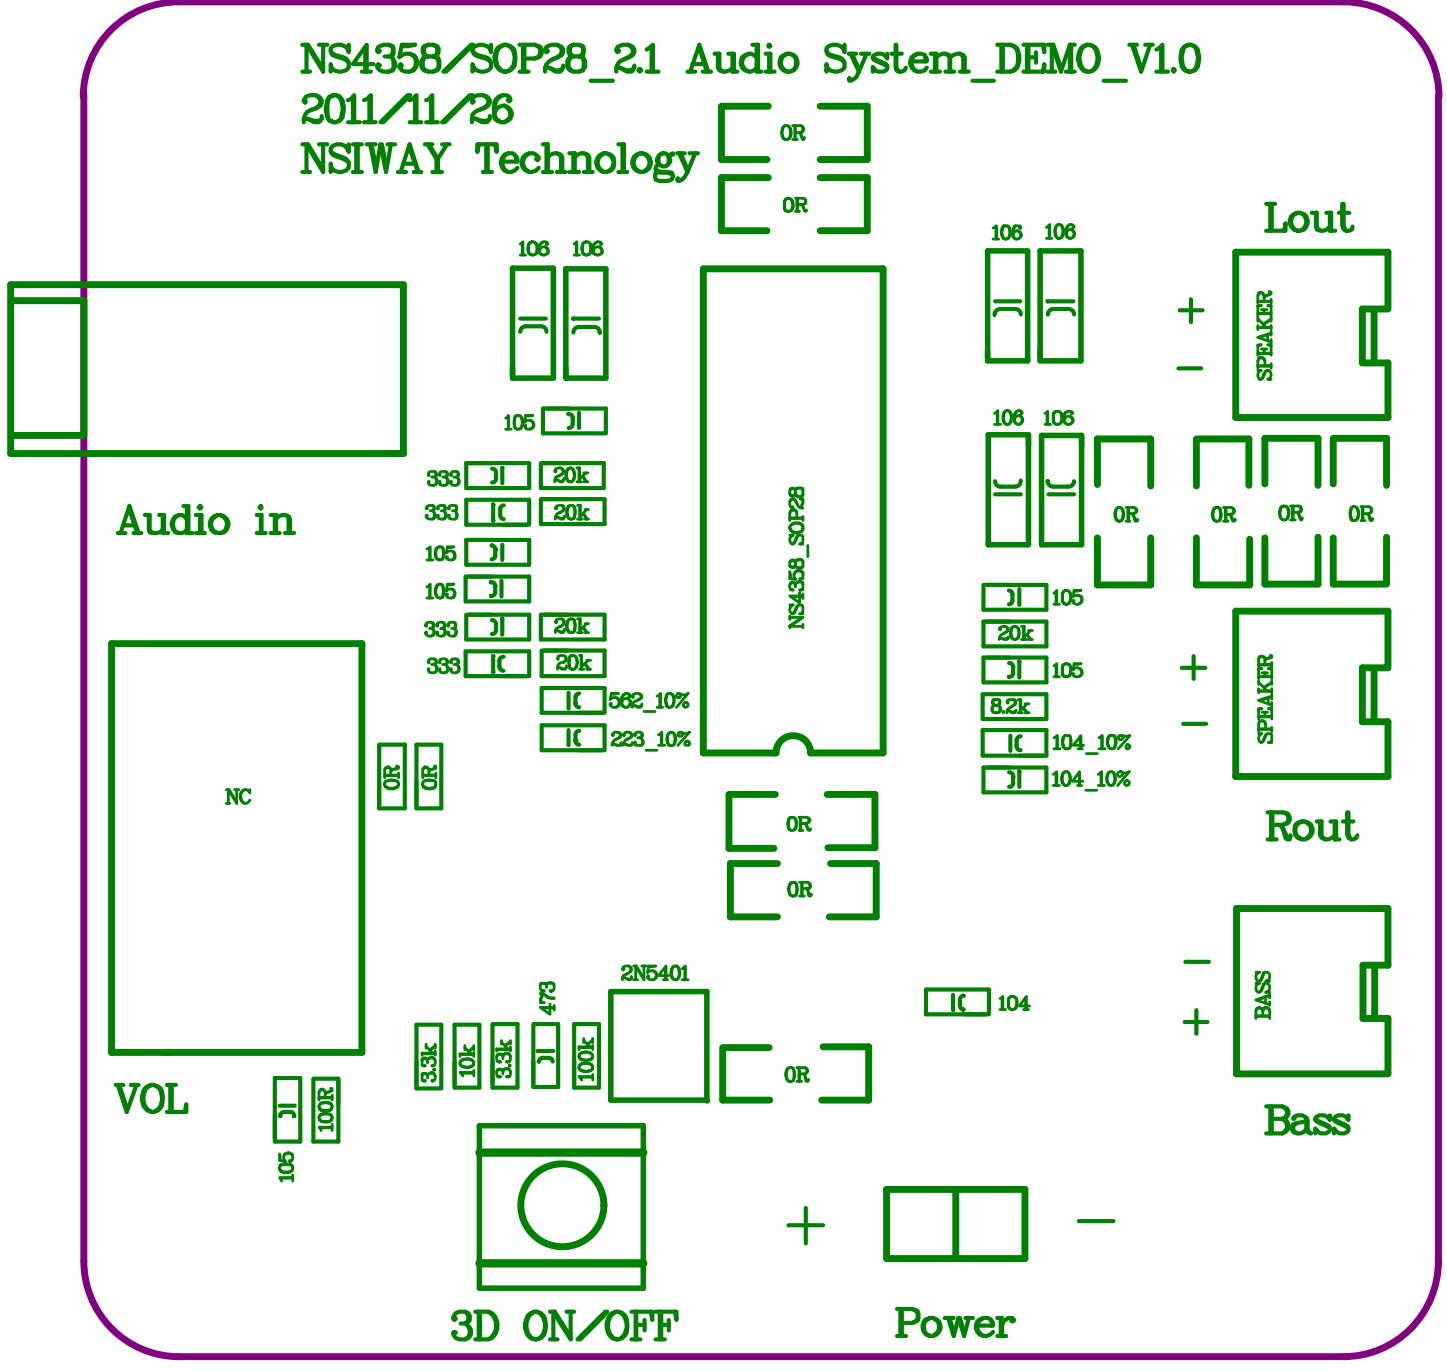 NS4358/SOP28_2.1 Audio System_DEMO_V1.0
2011/11/26
NSIWAY Technology
0R
0R
Lout
106 106
106 106
SPEAKER
+
−
105
106 106
333 20k
333 20k
Audio in
NS4358_SOP28
0R 0R 0R 0R
105
105
105
333 20k
20k
333 20k
105
SPEAKER
+
−
562_10%
8.2k
223_10%
104_10%
104_10%
0R 0R
NC
0R
Rout
0R
2N5401
−
473
104
BASS
+
3.3k 10k 3.3k 100k
0R
VOL
100R
Bass
105
+ −
3D ON/OFF
Power